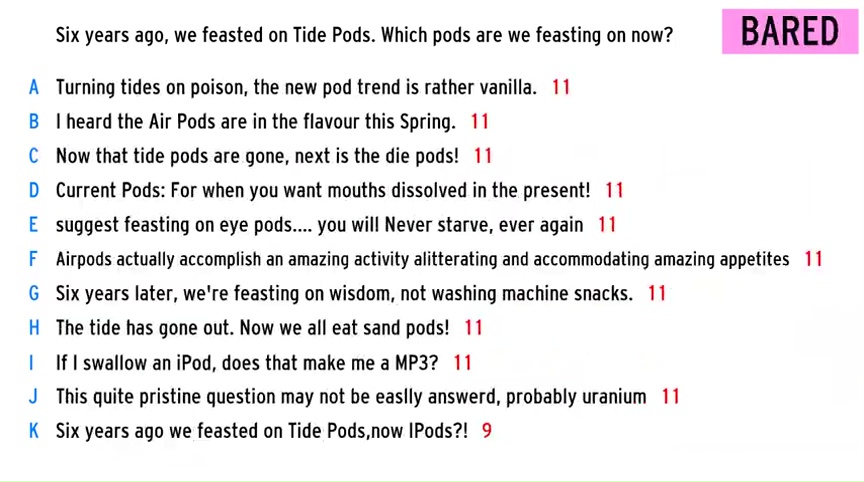 Six years ago, we feasted on Tide Pods. Which pods are we feasting on now?
BARED
A Turning tides on poison, the new pod trend is rather vanilla. 11
B I heard the Air Pods are in the flavour this Spring. 11
C Now that tide pods are gone, next is the die pods! 11
D Current Pods: For when you want mouths dissolved in the present! 11
E suggest feasting on eye pods.... you will Never starve, ever again 11
F Airpods actually accomplish an amazing activity alitterating and accommodating amazing appetites 11
G Six years later, we're feasting on wisdom, not washing machine snacks. 11
H The tide has gone out. Now we all eat sand pods! 11
I If I swallow an iPod, does that make me a MP3? 11
J This quite pristine question may not be easlly answerd, probably uranium 11
K Six years ago we feasted on Tide Pods,now IPods?! 9